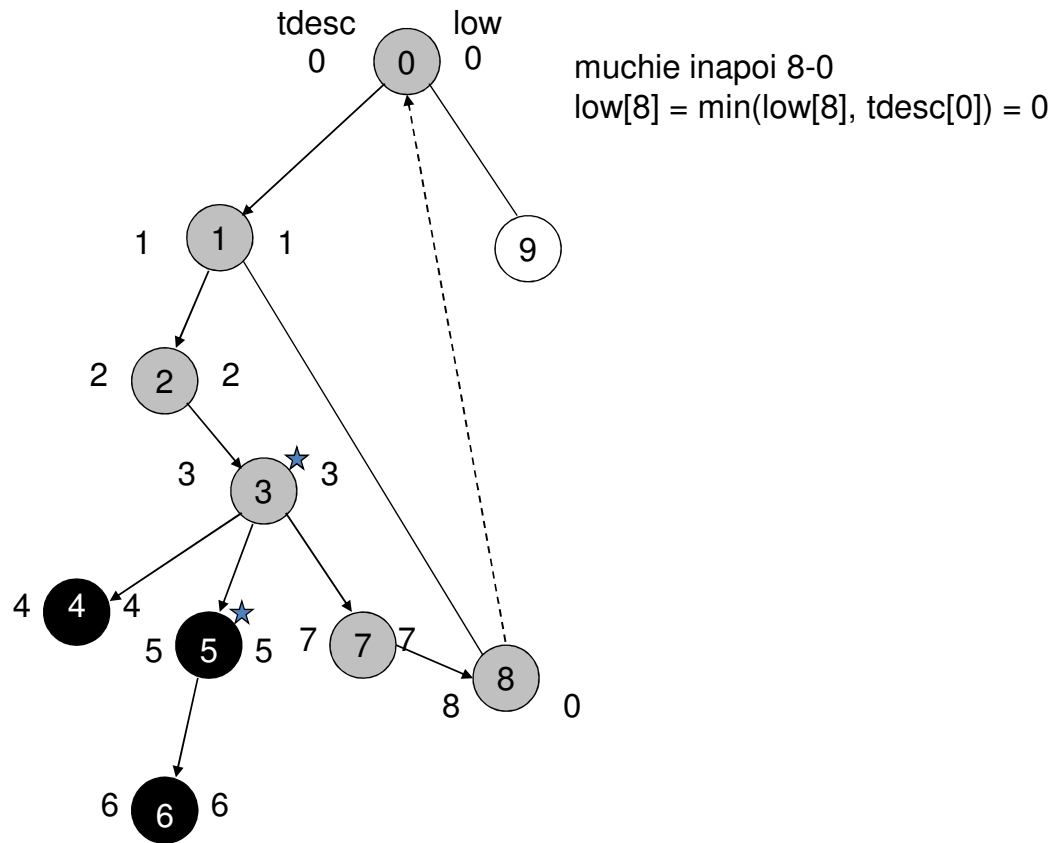 tdesc low
0 0 0
muchie inapoi 8-0
low[8] = min(low[8], tdesc[0]) = 0
1 1 1
9
2 2 2
3 3 3
4 4 4
5 5 5
7 7 7
8 8 0
6 6 6